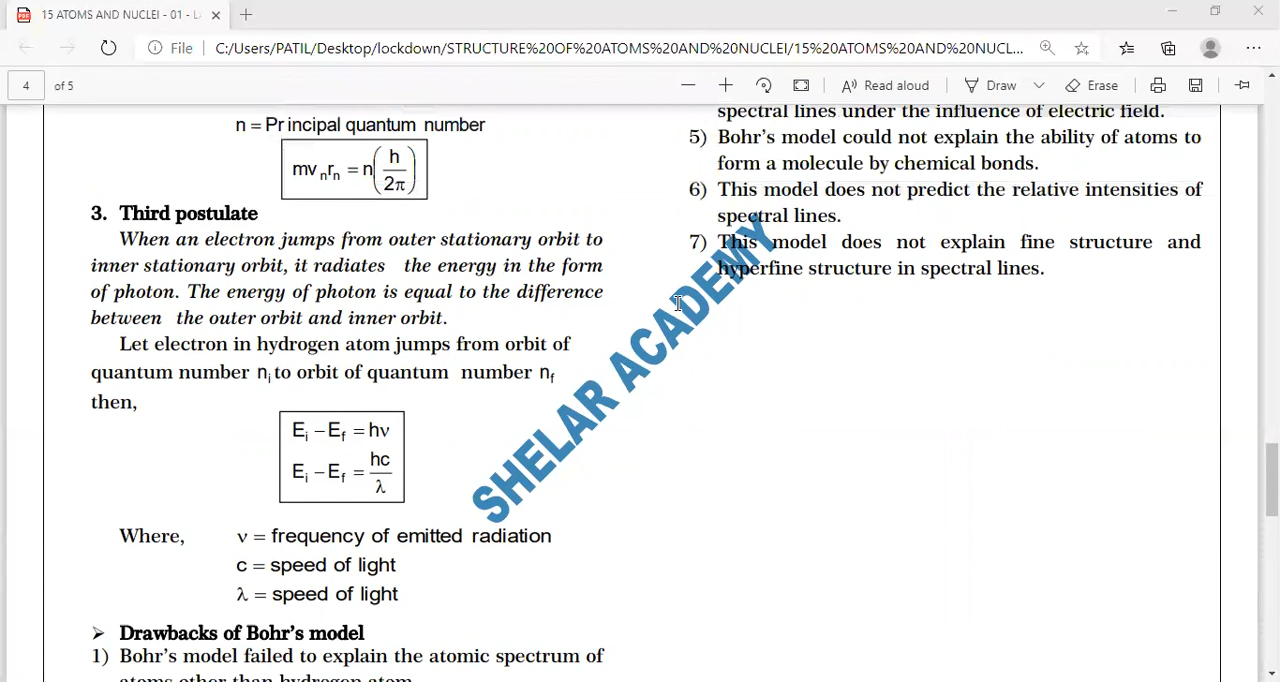 15 ATOMS AND NUCLEI - 01 - L
File
C:/Users/PATIL/Desktop/lockdown/STRUCTURE%20OF%20ATOMS%20AND%20NUCLEI/15%20ATOMS%20AND%20NUCL...
4 of 5
Read aloud
Draw
Erase
n = Pr incipal quantum number
mvₙrₙ = n(h/2π)
3. Third postulate
When an electron jumps from outer stationary orbit to
inner stationary orbit, it radiates the energy in the form
of photon. The energy of photon is equal to the difference
between the outer orbit and inner orbit.
Let electron in hydrogen atom jumps from orbit of
quantum number nᵢ to orbit of quantum number n_f
then,
Eᵢ – E_f = hν
Eᵢ – E_f = hc/λ
Where, ν = frequency of emitted radiation
c = speed of light
λ = speed of light
➢ Drawbacks of Bohr's model
1) Bohr's model failed to explain the atomic spectrum of
atoms other than hydrogen atom
spectral lines under the influence of electric field.
5) Bohr's model could not explain the ability of atoms to
form a molecule by chemical bonds.
6) This model does not predict the relative intensities of
spectral lines.
7) This model does not explain fine structure and
hyperfine structure in spectral lines.
SHELAR ACADEMY